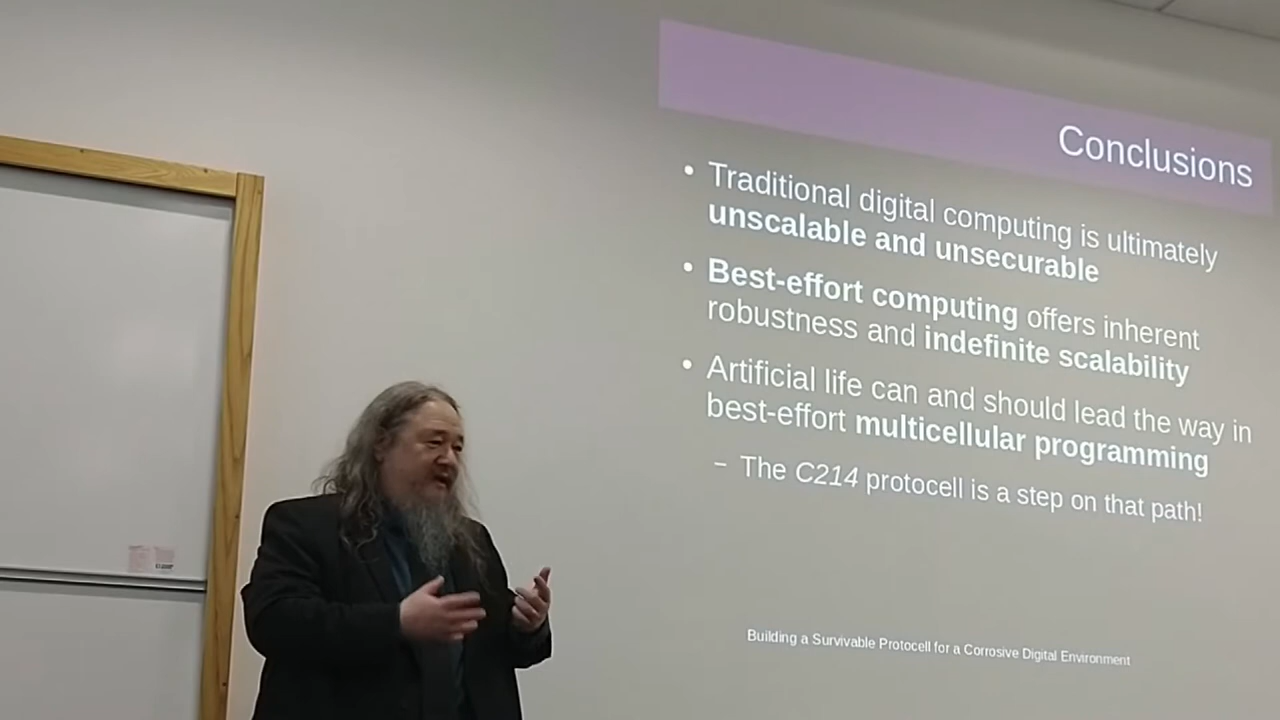 Conclusions
• Traditional digital computing is ultimately
unscalable and unsecurable
• Best-effort computing offers inherent
robustness and indefinite scalability
• Artificial life can and should lead the way in
best-effort multicellular programming
– The C214 protocell is a step on that path!
Building a Survivable Protocell for a Corrosive Digital Environment